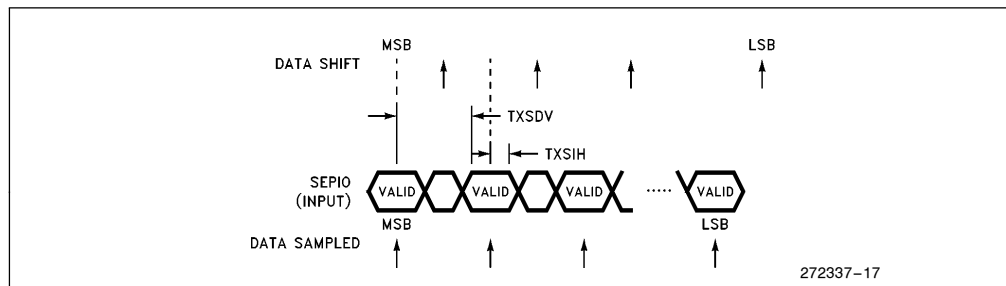 MSB LSB
DATA SHIFT
TXSDV
TXSIH
SEPIO
(INPUT)
VALID VALID VALID ..... VALID
MSB LSB
DATA SAMPLED
272337–17